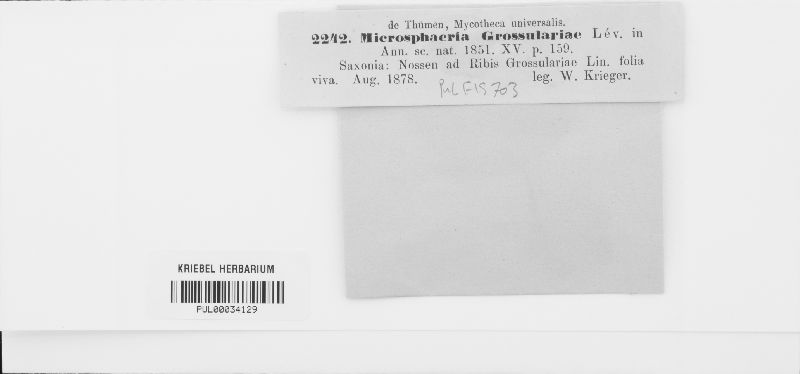 de Thümen, Mycotheca universalis.
2242. Microsphaeria Grossulariae Lév. in
Ann. sc. nat. 1851. XV. p. 159.
Saxonia: Nossen ad Ribis Grossulariae Lin. folia
viva. Aug. 1878. leg. W. Krieger.
PUL F15703
KRIEBEL HERBARIUM
PUL00034129